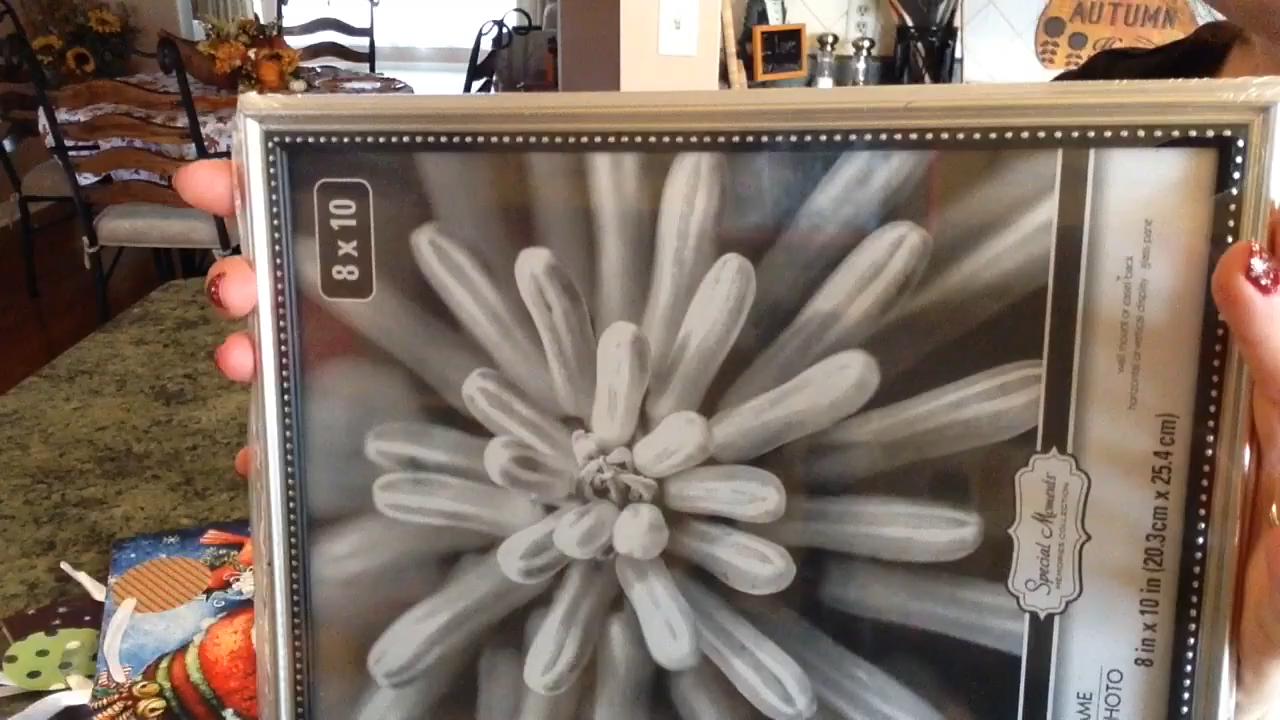 AUTUMN
8 x 10
wall mount or easel back
horizontal or vertical display glass pane
Special Moments
MEMORIES COLLECTION
8 in x 10 in (20.3cm x 25.4 cm)
AME
HOTO